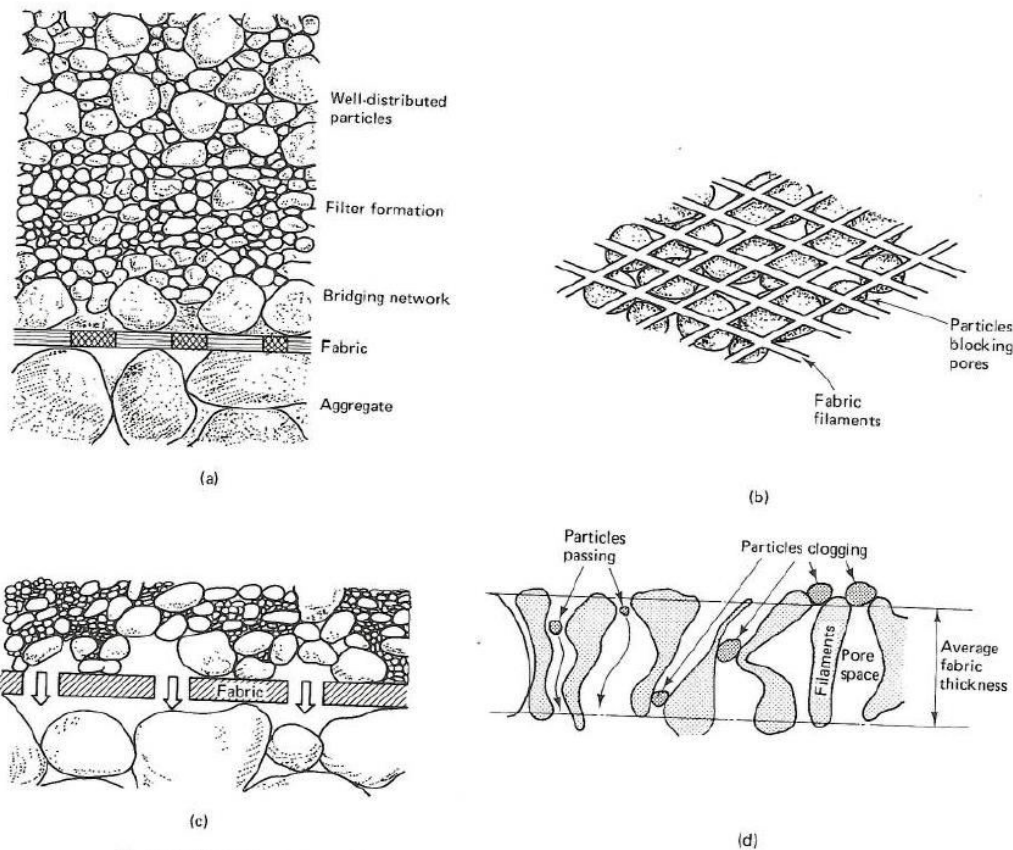 Well-distributed
particles
Filter formation
Bridging network
Fabric
Aggregate
(a)
Particles
blocking
pores
Fabric
filaments
(b)
Fabric
(c)
Particles
passing
Particles clogging
Filaments
Pore
space
Average
fabric
thickness
(d)